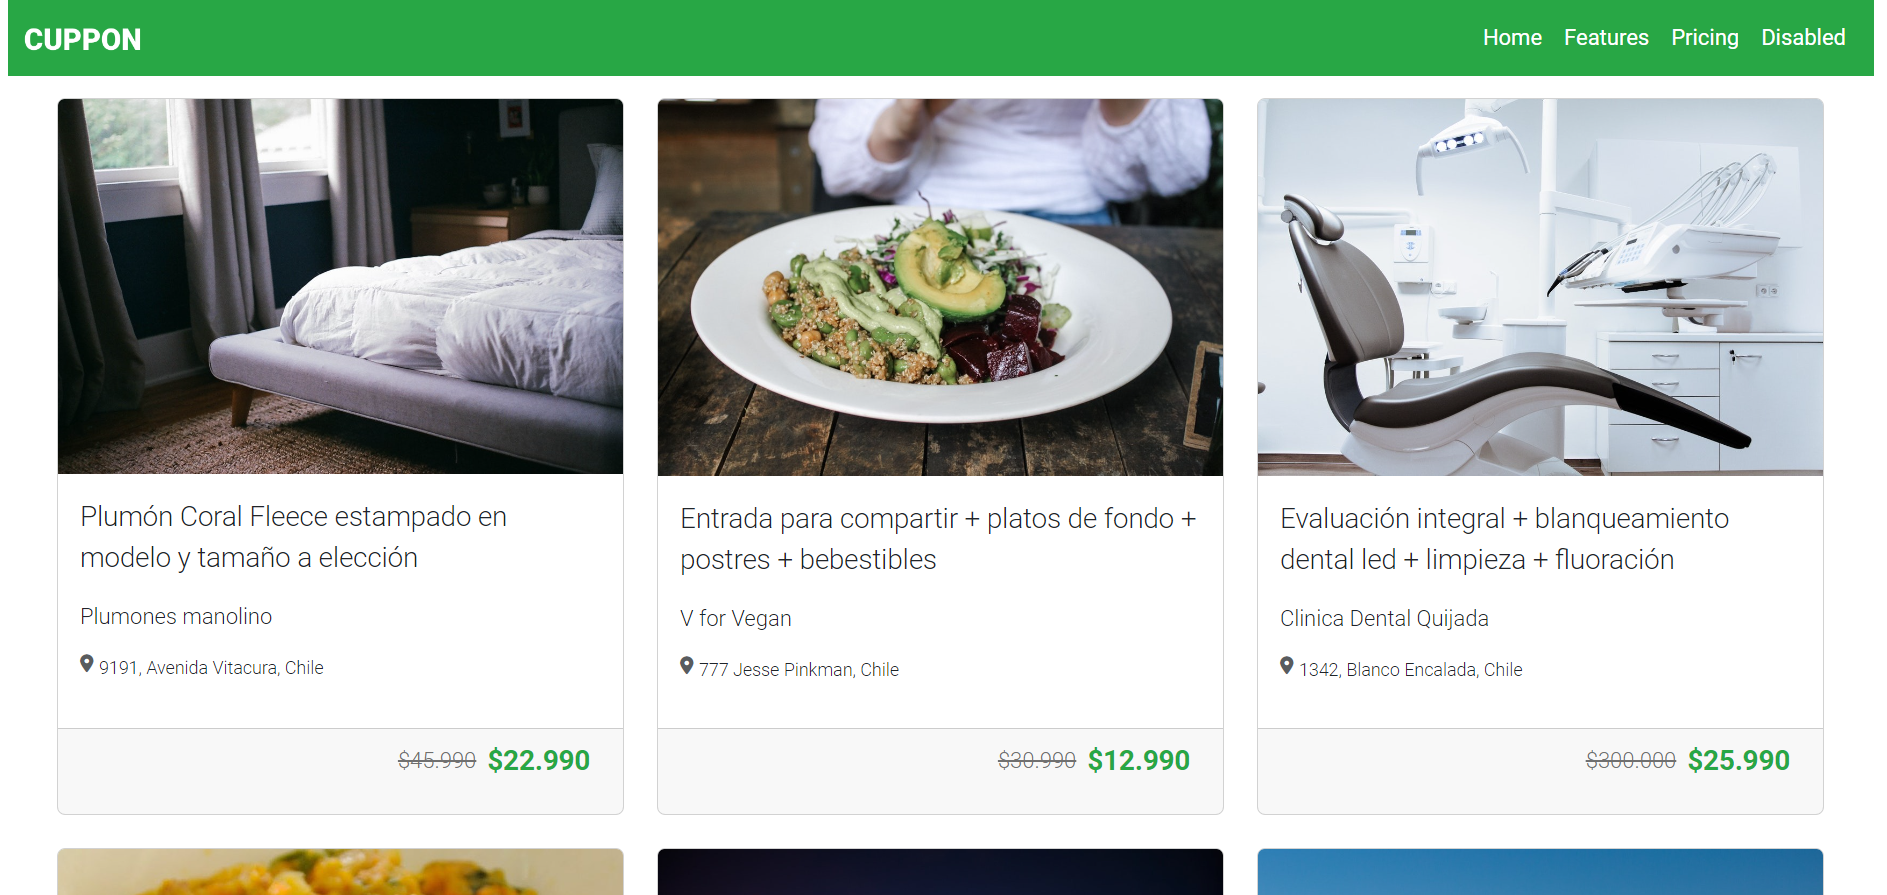 CUPPON
Home Features Pricing Disabled
Plumón Coral Fleece estampado en
modelo y tamaño a elección
Plumones manolino
9191, Avenida Vitacura, Chile
$45.990 $22.990
Entrada para compartir + platos de fondo +
postres + bebestibles
V for Vegan
777 Jesse Pinkman, Chile
$30.990 $12.990
Evaluación integral + blanqueamiento
dental led + limpieza + fluoración
Clinica Dental Quijada
1342, Blanco Encalada, Chile
$300.000 $25.990